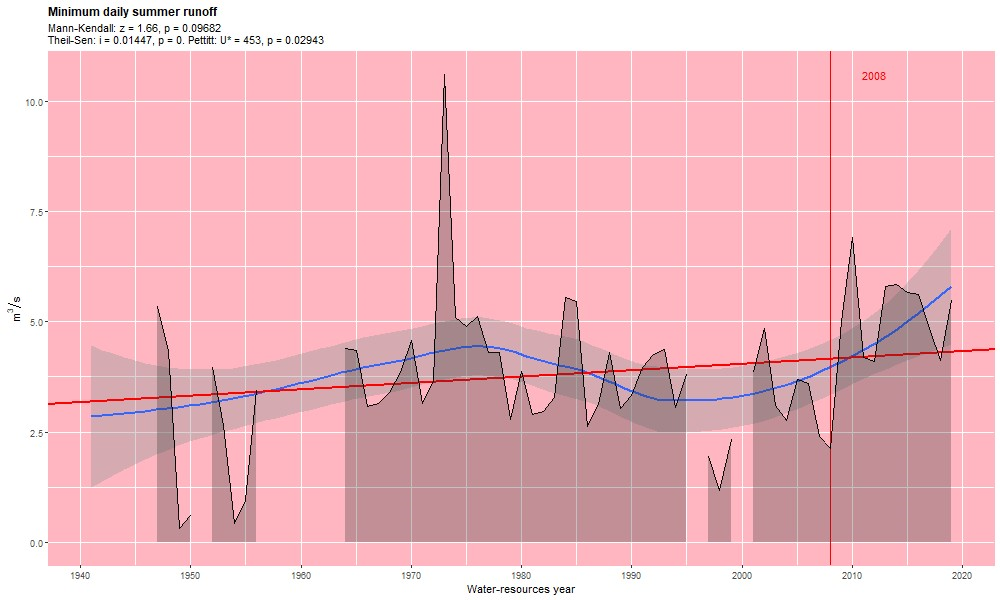 Minimum daily summer runoff
Mann-Kendall: z = 1.66, p = 0.09682
Theil-Sen: i = 0.01447, p = 0. Pettitt: U* = 453, p = 0.02943
2008
10.0
7.5
5.0
2.5
0.0
m³/s
1940 1950 1960 1970 1980 1990 2000 2010 2020
Water-resources year